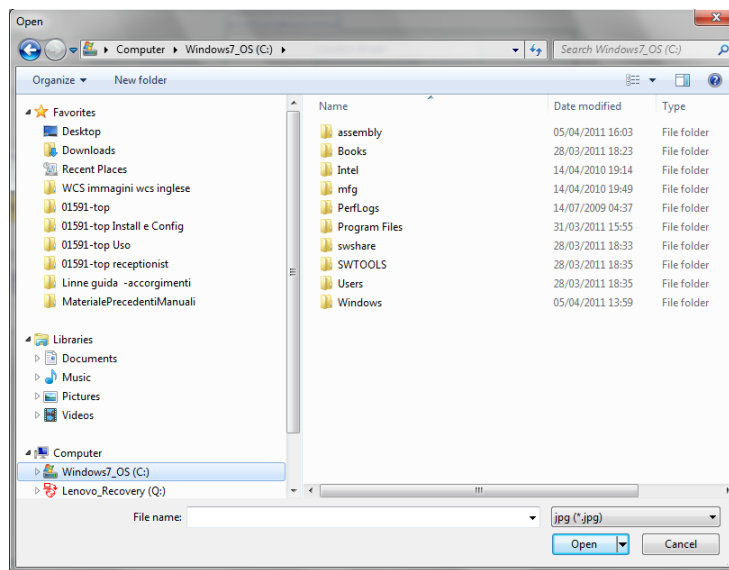 Open
Computer ▸ Windows7_OS (C:) ▸
Search Windows7_OS (C:)
Organize
New folder
Favorites
Desktop
Downloads
Recent Places
WCS immagini wcs inglese
01591-top
01591-top Install e Config
01591-top Uso
01591-top receptionist
Linne guida -accorgimenti
MaterialePrecedentiManuali
Libraries
Documents
Music
Pictures
Videos
Computer
Windows7_OS (C:)
Lenovo_Recovery (Q:)
Name Date modified Type
assembly 05/04/2011 16:03 File folder
Books 28/03/2011 18:23 File folder
Intel 14/04/2010 19:14 File folder
mfg 14/04/2010 19:49 File folder
PerfLogs 14/07/2009 04:37 File folder
Program Files 31/03/2011 15:55 File folder
swshare 28/03/2011 18:33 File folder
SWTOOLS 28/03/2011 18:35 File folder
Users 28/03/2011 18:35 File folder
Windows 05/04/2011 13:59 File folder
File name:
jpg (*.jpg)
Open
Cancel